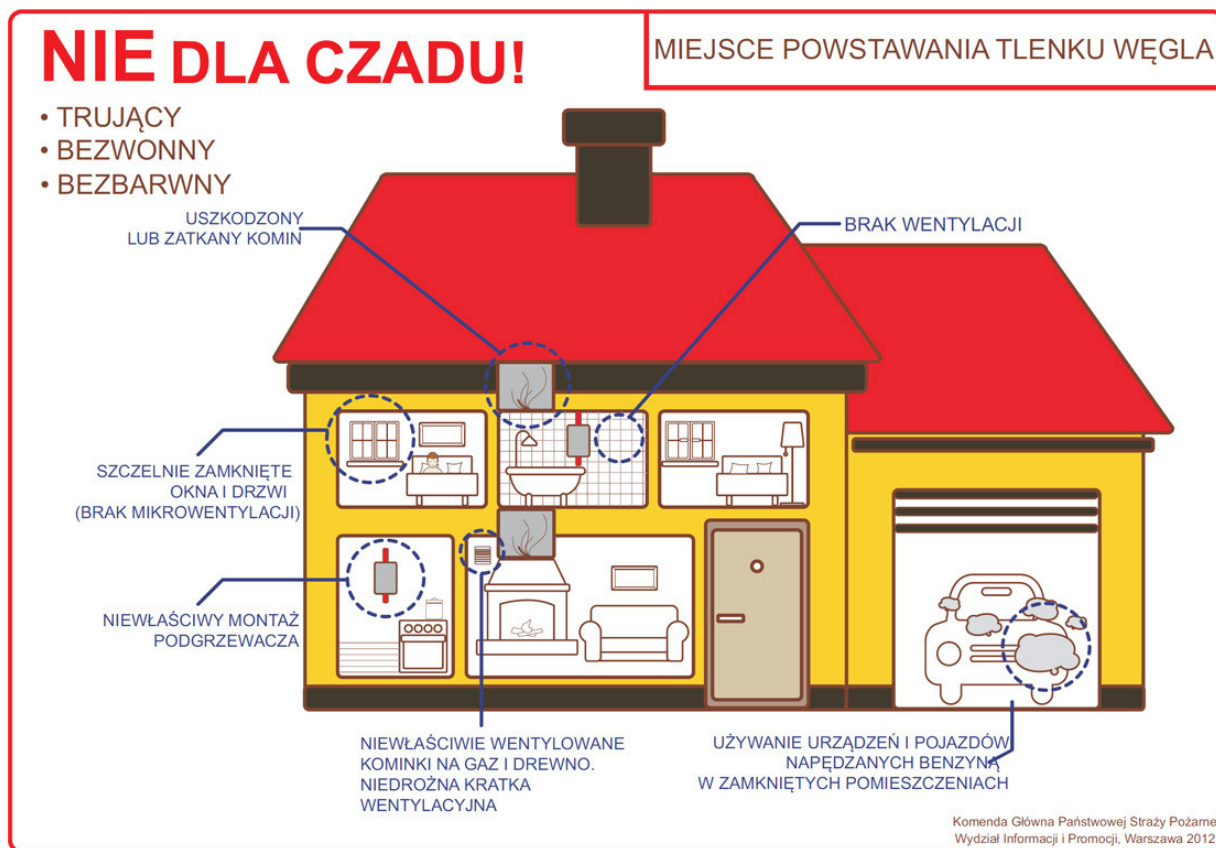 NIE DLA CZADU!
MIEJSCE POWSTAWANIA TLENKU WĘGLA
• TRUJĄCY
• BEZWONNY
• BEZBARWNY
USZKODZONY
LUB ZATKANY KOMIN
BRAK WENTYLACJI
SZCZELNIE ZAMKNIĘTE
OKNA I DRZWI
(BRAK MIKROWENTYLACJI)
NIEWŁAŚCIWY MONTAŻ
PODGRZEWACZA
NIEWŁAŚCIWIE WENTYLOWANE
KOMINKI NA GAZ I DREWNO.
NIEDROŻNA KRATKA
WENTYLACYJNA
UŻYWANIE URZĄDZEŃ I POJAZDÓW
NAPĘDZANYCH BENZYNĄ
W ZAMKNIĘTYCH POMIESZCZENIACH
Komenda Główna Państwowej Straży Pożarne
Wydział Informacji i Promocji, Warszawa 2012